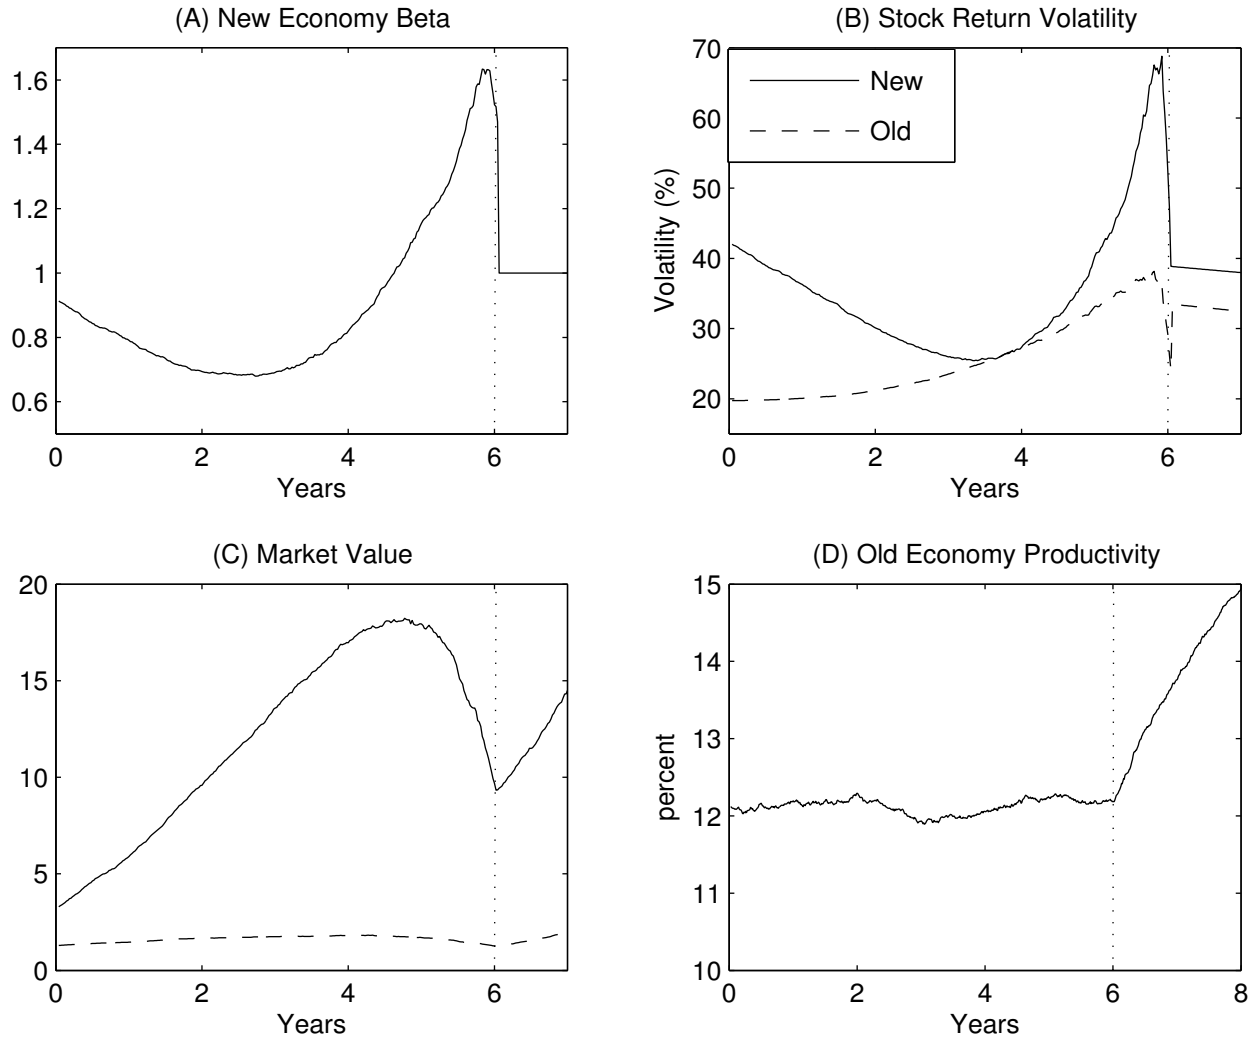 (A) New Economy Beta
1.6
1.4
1.2
1
0.8
0.6
0 2 4 6
Years
(B) Stock Return Volatility
70
60
50
40
30
20
Volatility (%)
New
Old
0 2 4 6
Years
(C) Market Value
20
15
10
5
0
0 2 4 6
Years
(D) Old Economy Productivity
15
14
13
12
11
10
percent
0 2 4 6 8
Years